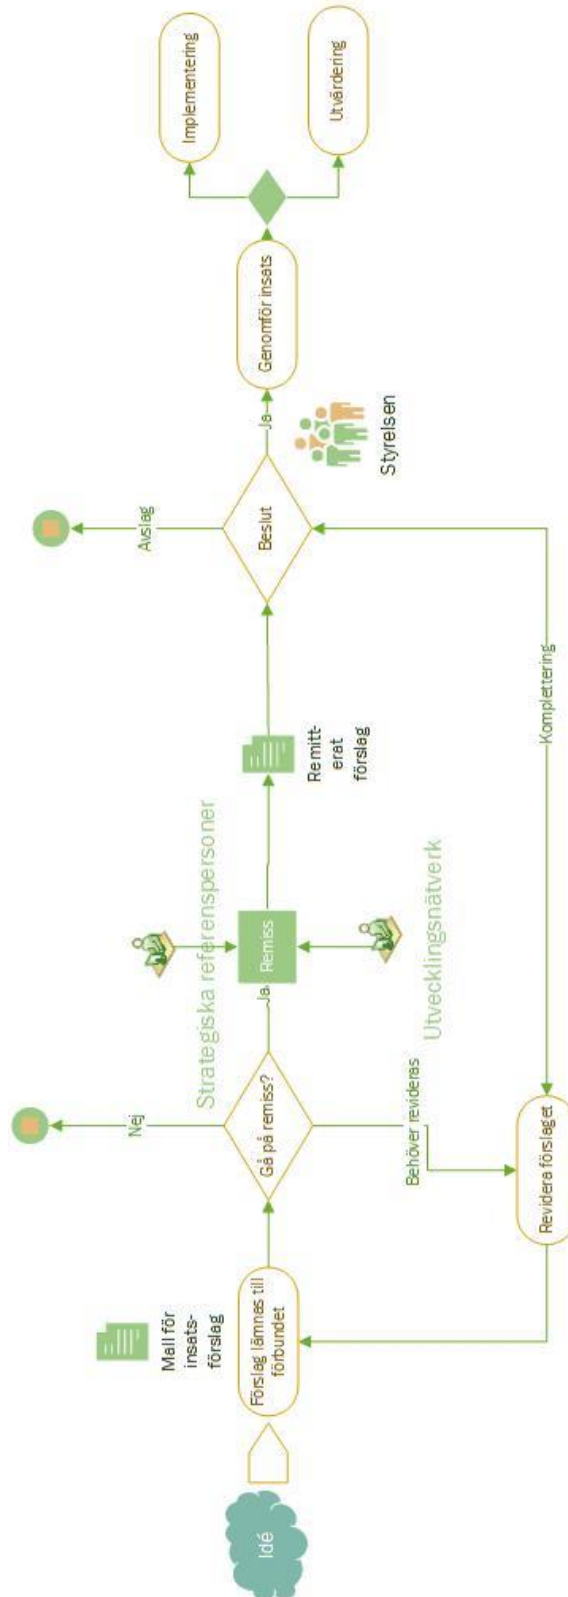 Idé
Mall för
insats-
förslag
Förslag lämnas till
förbundet
Gå på remiss?
Nej
Ja
Behöver revideras
Revidera förslaget
Strategiska referenspersoner
Remiss
Utvecklingsnätverk
Remitt-
erat
förslag
Komplettering
Beslut
Avslag
Ja
Styrelsen
Genomför insats
Implementering
Utvärdering